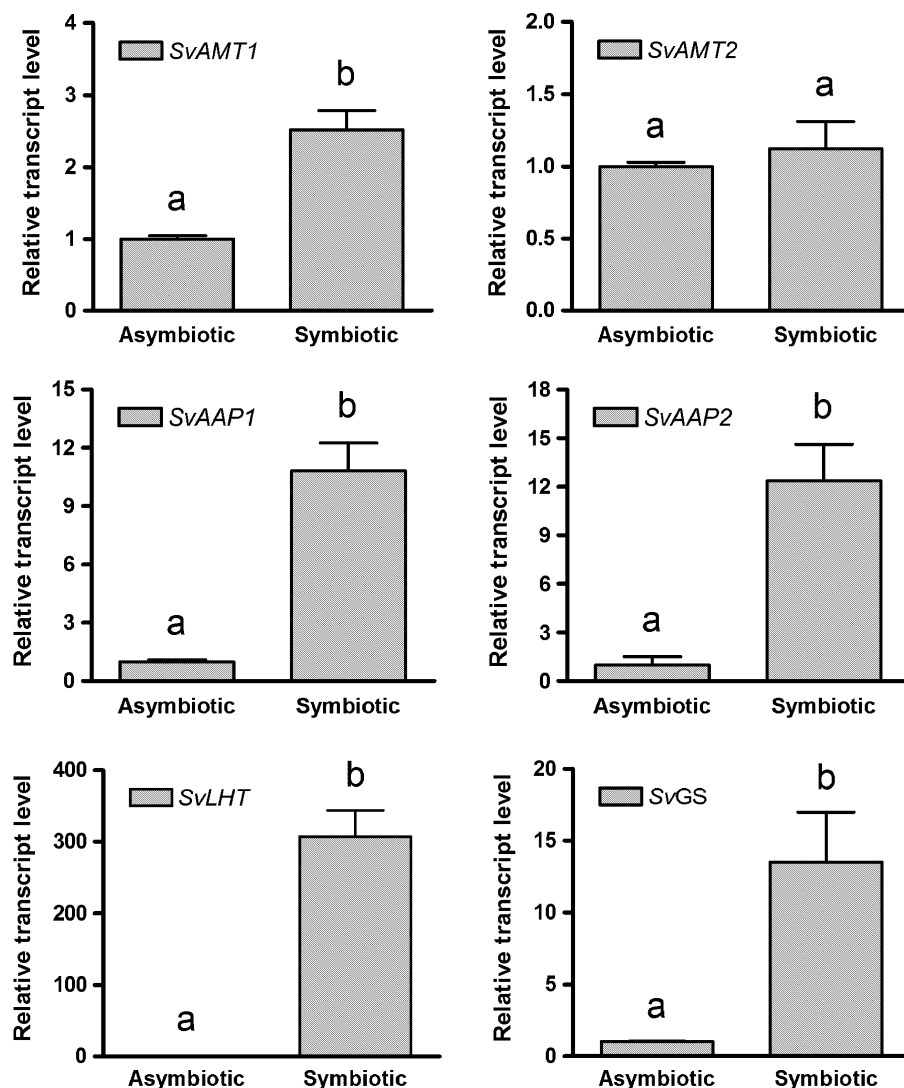 Relative transcript level
4
3
2
1
0
SvAMT1
a
b
Asymbiotic Symbiotic
Relative transcript level
2.0
1.5
1.0
0.5
0.0
SvAMT2
a
a
Asymbiotic Symbiotic
Relative transcript level
15
12
9
6
3
0
SvAAP1
a
b
Asymbiotic Symbiotic
Relative transcript level
18
15
12
9
6
3
0
SvAAP2
a
b
Asymbiotic Symbiotic
Relative transcript level
400
300
200
100
0
SvLHT
a
b
Asymbiotic Symbiotic
Relative transcript level
20
15
10
5
0
SvGS
a
b
Asymbiotic Symbiotic